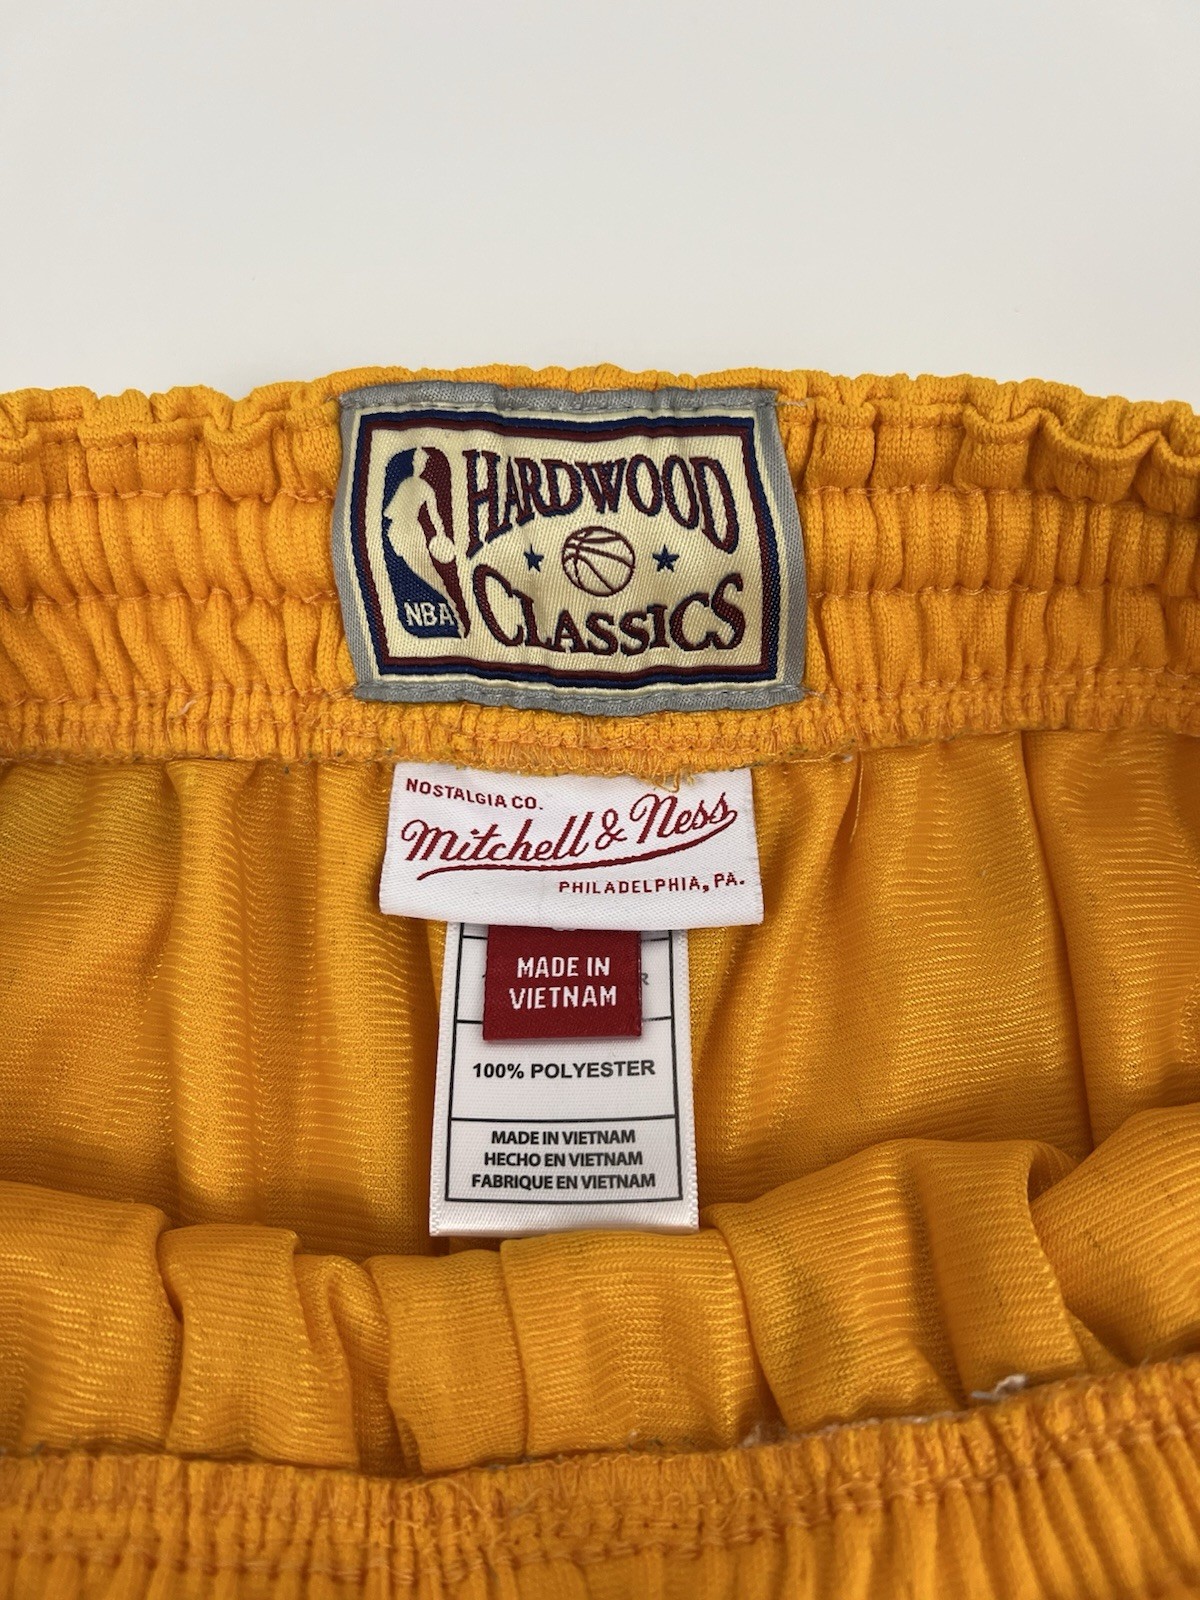 HARDWOOD
CLASSICS
NBA
NOSTALGIA CO.
Mitchell & Ness
PHILADELPHIA, PA.
MADE IN
VIETNAM
100% POLYESTER
MADE IN VIETNAM
HECHO EN VIETNAM
FABRIQUE EN VIETNAM